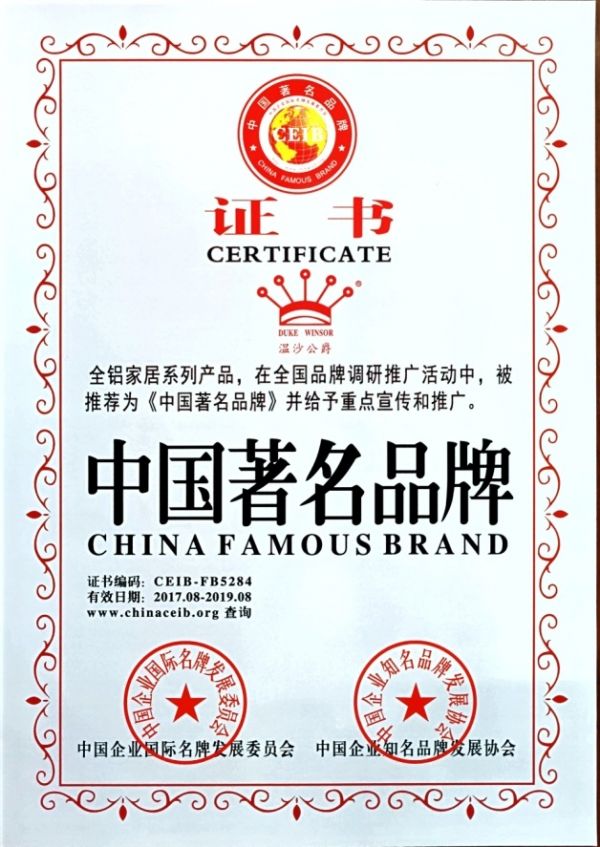 中国著名品牌
CEIB
CHINA FAMOUS BRAND
证书
CERTIFICATE
®
DUKE WINSOR
温沙公爵
全铝家居系列产品，在全国品牌调研推广活动中，被
推荐为《中国著名品牌》并给予重点宣传和推广。
中国著名品牌
CHINA FAMOUS BRAND
证书编码：CEIB-FB5284
有效日期：2017.08-2019.08
www.chinaceib.org 查询
中国企业国际名牌发展委员会
中国企业知名品牌发展协会
中国企业国际名牌发展委员会 中国企业知名品牌发展协会